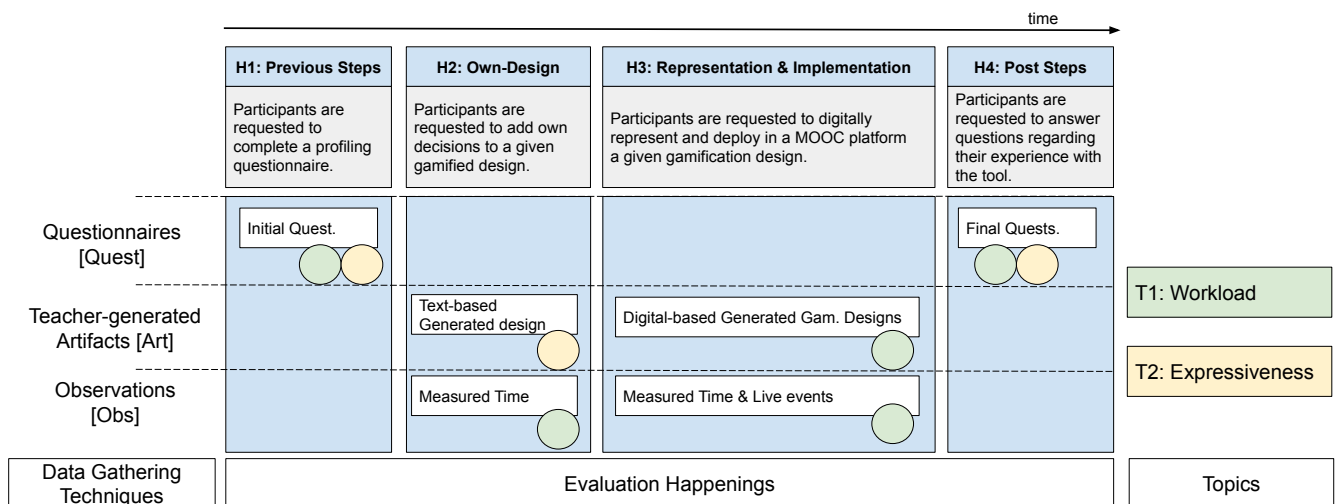 time
H1: Previous Steps
H2: Own-Design
H3: Representation & Implementation
H4: Post Steps
Participants are
requested to
complete a profiling
questionnaire.
Participants are
requested to add own
decisions to a given
gamified design.
Participants are requested to digitally
represent and deploy in a MOOC platform
a given gamification design.
Participants are
requested to answer
questions regarding
their experience with
the tool.
Questionnaires
[Quest]
Initial Quest.
Final Quests.
Teacher-generated
Artifacts [Art]
Text-based
Generated design
Digital-based Generated Gam. Designs
Observations
[Obs]
Measured Time
Measured Time & Live events
T1: Workload
T2: Expressiveness
Data Gathering
Techniques
Evaluation Happenings
Topics